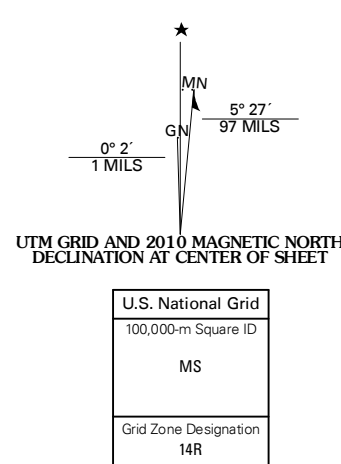 ★
MN
GN
5° 27´
97 MILS
0° 2´
1 MILS
UTM GRID AND 2010 MAGNETIC NORTH
DECLINATION AT CENTER OF SHEET
U.S. National Grid
100,000-m Square ID
MS
Grid Zone Designation
14R